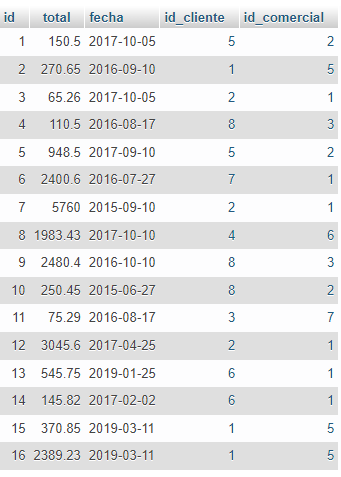 id total fecha id_cliente id_comercial
1 150.5 2017-10-05 5 2
2 270.65 2016-09-10 1 5
3 65.26 2017-10-05 2 1
4 110.5 2016-08-17 8 3
5 948.5 2017-09-10 5 2
6 2400.6 2016-07-27 7 1
7 5760 2015-09-10 2 1
8 1983.43 2017-10-10 4 6
9 2480.4 2016-10-10 8 3
10 250.45 2015-06-27 8 2
11 75.29 2016-08-17 3 7
12 3045.6 2017-04-25 2 1
13 545.75 2019-01-25 6 1
14 145.82 2017-02-02 6 1
15 370.85 2019-03-11 1 5
16 2389.23 2019-03-11 1 5